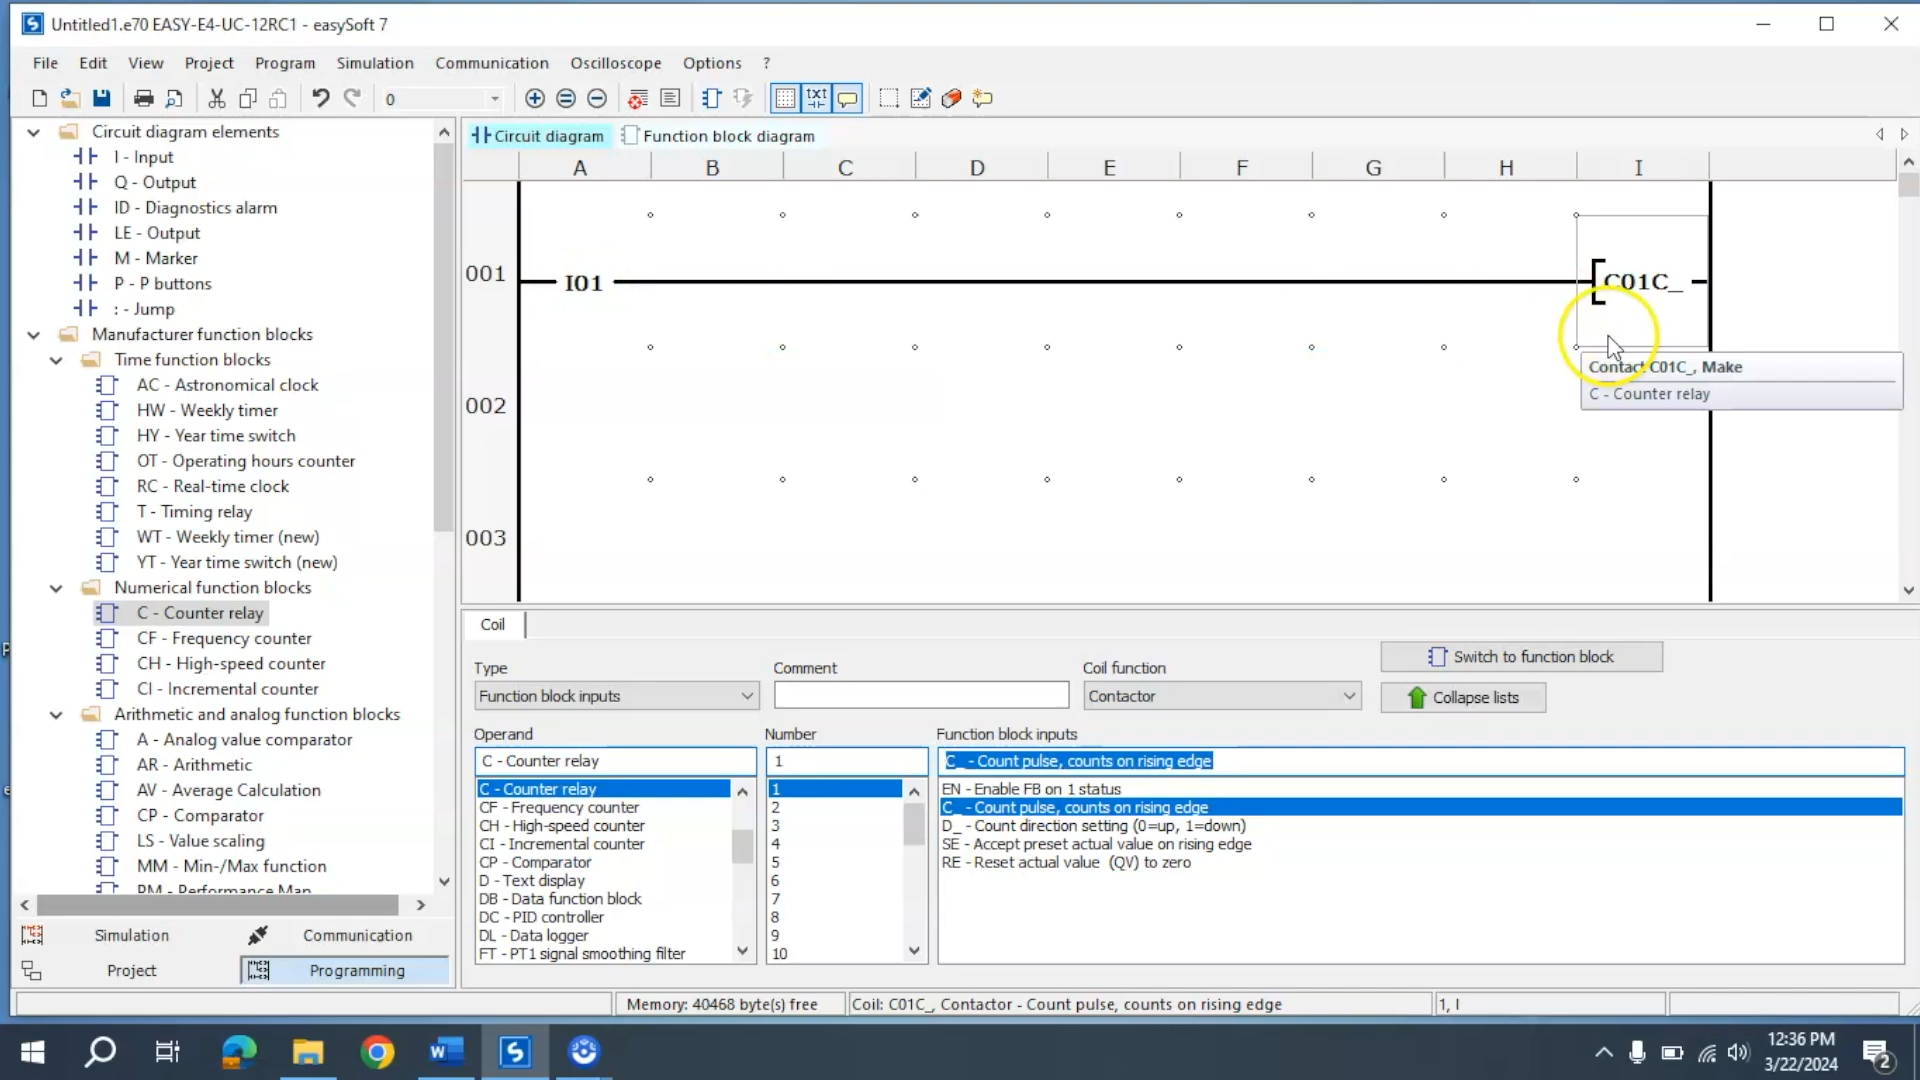 Untitled1.e70 EASY-E4-UC-12RC1 - easySoft 7
File Edit View Project Program Simulation Communication Oscilloscope Options ?
0
txt
Circuit diagram elements
I - Input
Q - Output
ID - Diagnostics alarm
LE - Output
M - Marker
P - P buttons
: - Jump
Manufacturer function blocks
Time function blocks
AC - Astronomical clock
HW - Weekly timer
HY - Year time switch
OT - Operating hours counter
RC - Real-time clock
T - Timing relay
WT - Weekly timer (new)
YT - Year time switch (new)
Numerical function blocks
C - Counter relay
CF - Frequency counter
CH - High-speed counter
CI - Incremental counter
Arithmetic and analog function blocks
A - Analog value comparator
AR - Arithmetic
AV - Average Calculation
CP - Comparator
LS - Value scaling
MM - Min-/Max function
PM - Performance Map
Simulation Communication
Project Programming
Circuit diagram Function block diagram
A B C D E F G H I
001 I01 C01C_
Contact C01C_, Make
C - Counter relay
002
003
Coil
Type Comment Coil function
Switch to function block
Function block inputs Contactor
Collapse lists
Operand Number Function block inputs
C - Counter relay 1 C_ - Count pulse, counts on rising edge
C - Counter relay 1 EN - Enable FB on 1 status
CF - Frequency counter 2 C_ - Count pulse, counts on rising edge
CH - High-speed counter 3 D_ - Count direction setting (0=up, 1=down)
CI - Incremental counter 4 SE - Accept preset actual value on rising edge
CP - Comparator 5 RE - Reset actual value (QV) to zero
D - Text display 6
DB - Data function block 7
DC - PID controller 8
DL - Data logger 9
FT - PT1 signal smoothing filter 10
Memory: 40468 byte(s) free Coil: C01C_, Contactor - Count pulse, counts on rising edge 1, I
12:36 PM
3/22/2024
2